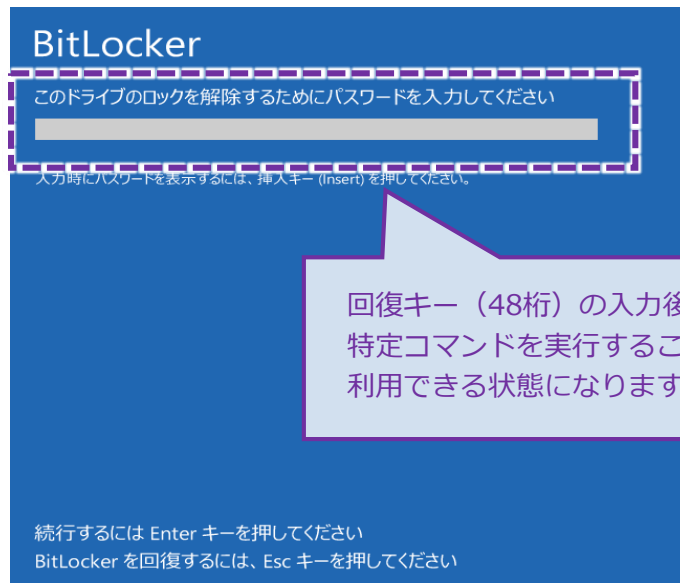 BitLocker
このドライブのロックを解除するためにパスワードを入力してください
入力時にパスワードを表示するには、挿入キー (Insert) を押してください。
回復キー（48桁）の入力後
特定コマンドを実行するこ
利用できる状態になります
続行するには Enter キーを押してください
BitLocker を回復するには、Esc キーを押してください